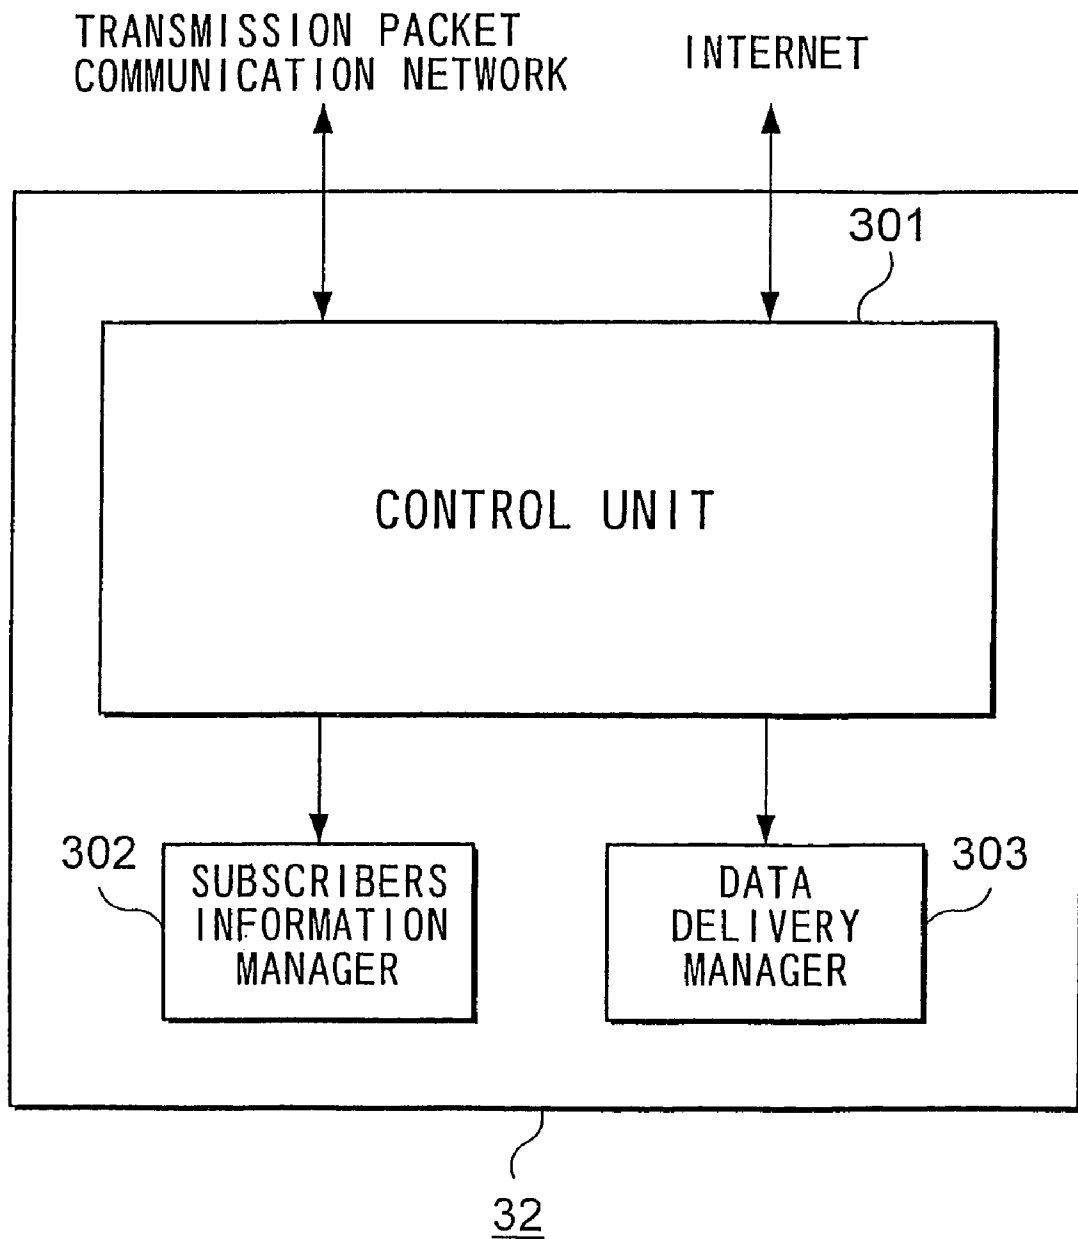 TRANSMISSION PACKET
COMMUNICATION NETWORK
INTERNET
301
CONTROL UNIT
302
SUBSCRIBERS
INFORMATION
MANAGER
DATA
DELIVERY
MANAGER
303
32